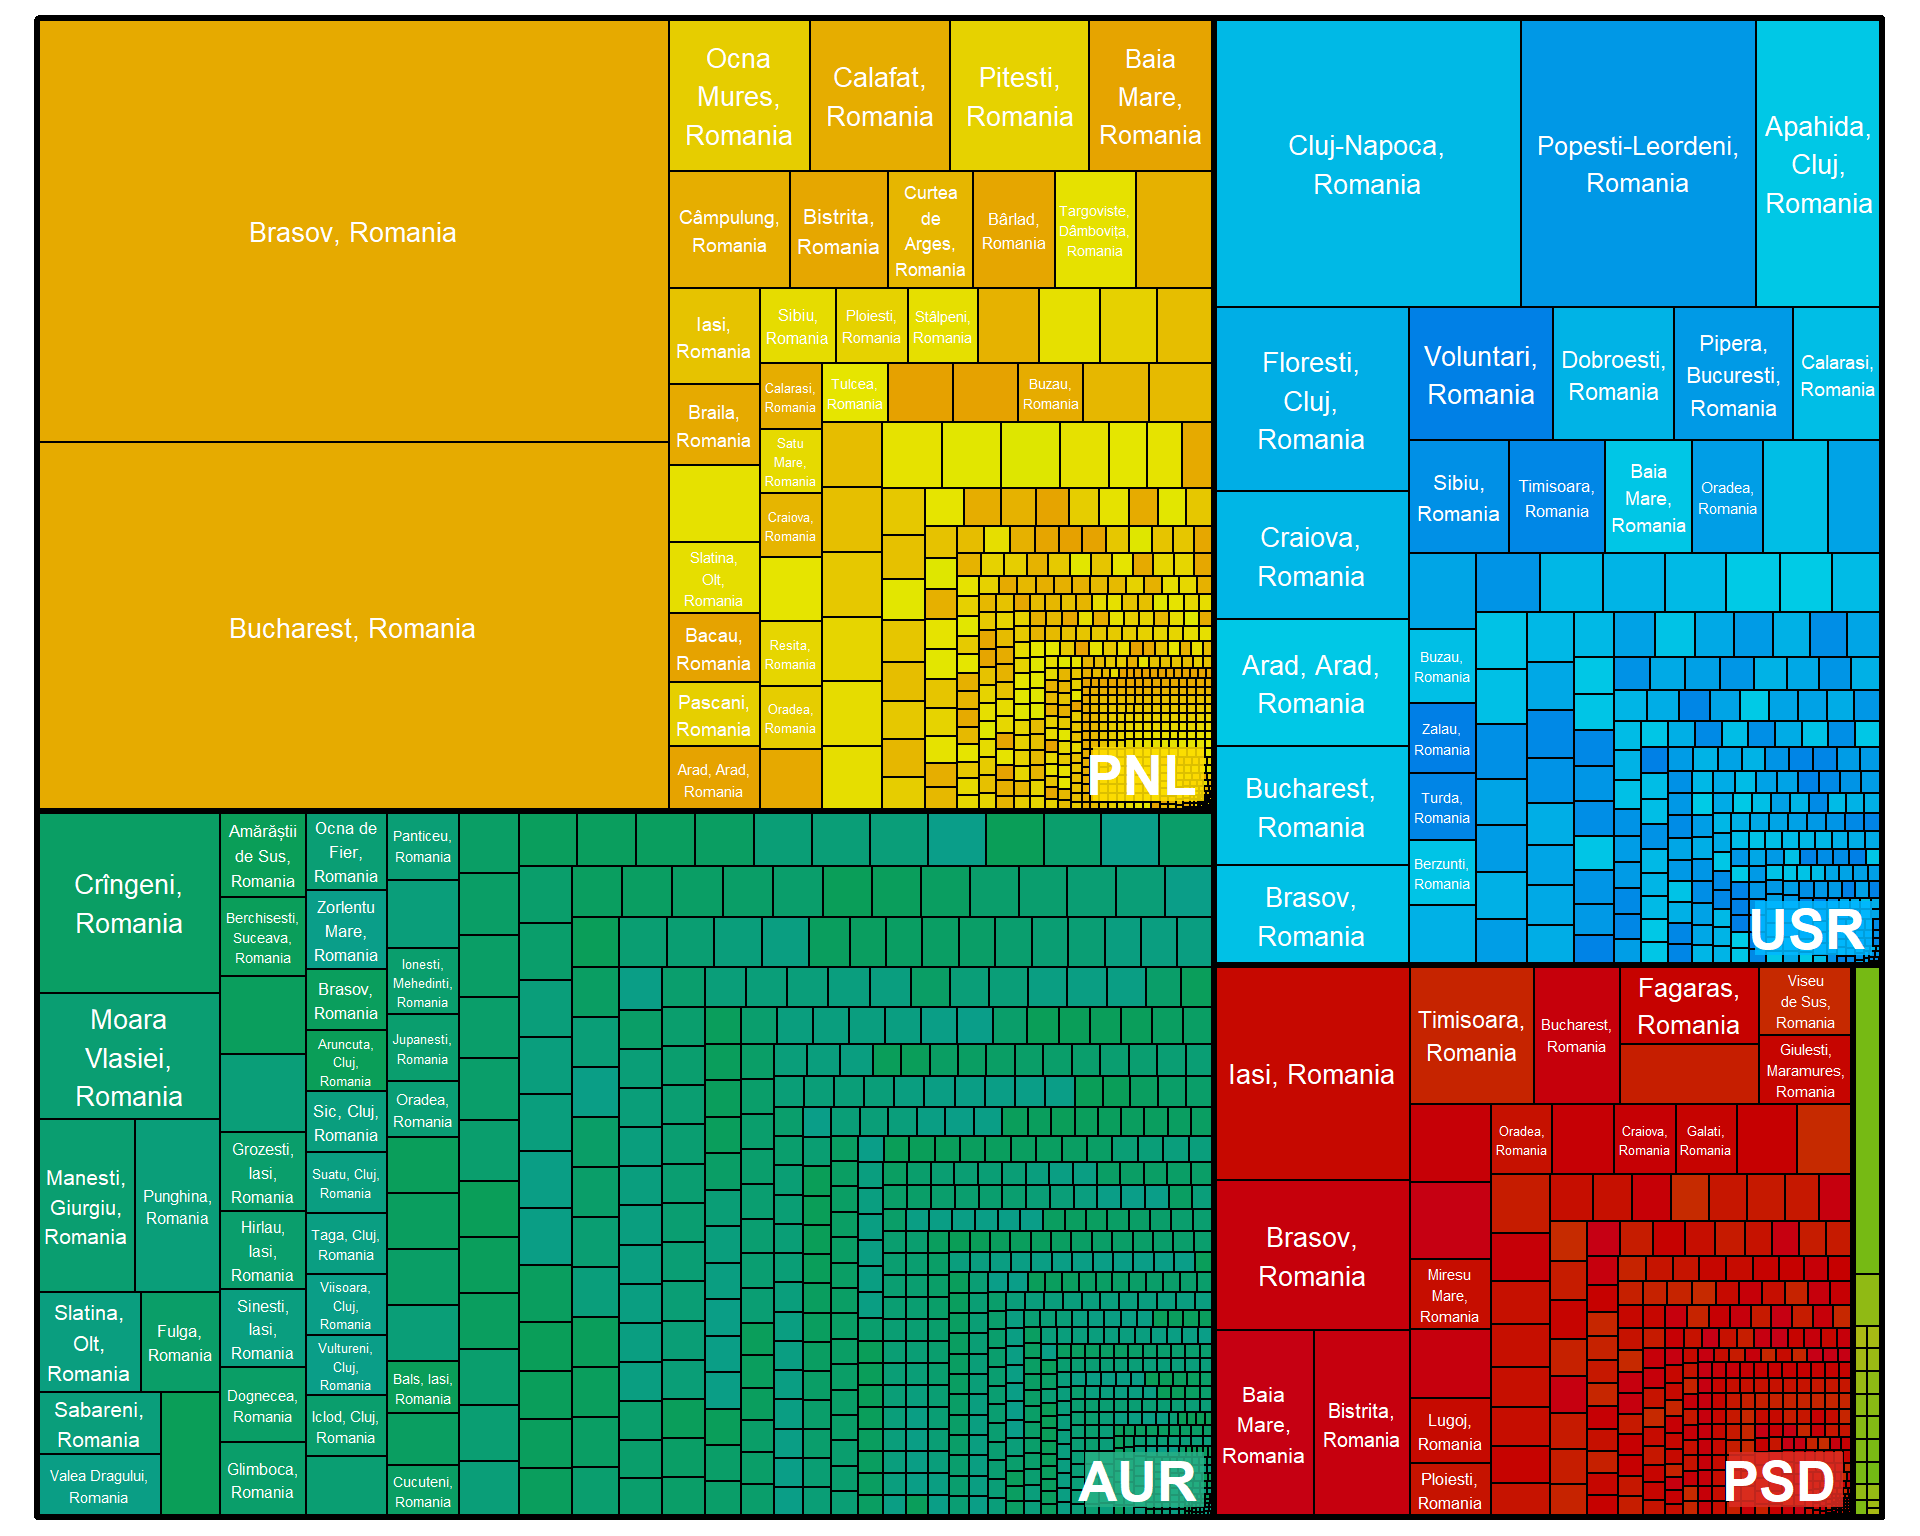 Brasov, Romania
Bucharest, Romania
Ocna
Mures,
Romania
Calafat,
Romania
Pitesti,
Romania
Baia
Mare,
Romania
Câmpulung,
Romania
Bistrita,
Romania
Curtea
de
Arges,
Romania
Bârlad,
Romania
Targoviste,
Dâmbovița,
Romania
Iasi,
Romania
Sibiu,
Romania
Ploiesti,
Romania
Stâlpeni,
Romania
Braila,
Romania
Calarasi,
Romania
Tulcea,
Romania
Buzau,
Romania
Satu
Mare,
Romania
Craiova,
Romania
Slatina,
Olt,
Romania
Bacau,
Romania
Resita,
Romania
Pascani,
Romania
Oradea,
Romania
Arad, Arad,
Romania
PNL
Cluj-Napoca,
Romania
Popesti-Leordeni,
Romania
Apahida,
Cluj,
Romania
Floresti,
Cluj,
Romania
Voluntari,
Romania
Dobroesti,
Romania
Pipera,
Bucuresti,
Romania
Calarasi,
Romania
Sibiu,
Romania
Timisoara,
Romania
Baia
Mare,
Romania
Oradea,
Romania
Craiova,
Romania
Arad, Arad,
Romania
Buzau,
Romania
Zalau,
Romania
Bucharest,
Romania
Turda,
Romania
Berzunti,
Romania
Brasov,
Romania
USR
Crîngeni,
Romania
Moara
Vlasiei,
Romania
Manesti,
Giurgiu,
Romania
Punghina,
Romania
Slatina,
Olt,
Romania
Fulga,
Romania
Sabareni,
Romania
Valea Dragului,
Romania
Amărăștii
de Sus,
Romania
Berchisesti,
Suceava,
Romania
Grozesti,
Iasi,
Romania
Hirlau,
Iasi,
Romania
Sinesti,
Iasi,
Romania
Dognecea,
Romania
Glimboca,
Romania
Ocna de
Fier,
Romania
Zorlentu
Mare,
Romania
Brasov,
Romania
Aruncuta,
Cluj,
Romania
Sic, Cluj,
Romania
Suatu, Cluj,
Romania
Taga, Cluj,
Romania
Viisoara,
Cluj,
Romania
Vultureni,
Cluj,
Romania
Iclod, Cluj,
Romania
Panticeu,
Romania
Ionesti,
Mehedinti,
Romania
Jupanesti,
Romania
Oradea,
Romania
Bals, Iasi,
Romania
Cucuteni,
Romania
AUR
Iasi, Romania
Brasov,
Romania
Baia
Mare,
Romania
Bistrita,
Romania
Timisoara,
Romania
Bucharest,
Romania
Fagaras,
Romania
Viseu
de Sus,
Romania
Giulesti,
Maramures,
Romania
Oradea,
Romania
Craiova,
Romania
Galati,
Romania
Miresu
Mare,
Romania
Lugoj,
Romania
Ploiesti,
Romania
PSD